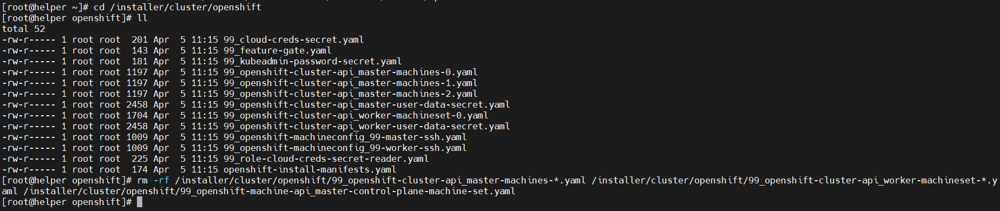 [root@helper ~]# cd /installer/cluster/openshift
[root@helper openshift]# ll
total 52
-rw-r----- 1 root root  201 Apr  5 11:15 99_cloud-creds-secret.yaml
-rw-r----- 1 root root  143 Apr  5 11:15 99_feature-gate.yaml
-rw-r----- 1 root root  181 Apr  5 11:15 99_kubeadmin-password-secret.yaml
-rw-r----- 1 root root 1197 Apr  5 11:15 99_openshift-cluster-api_master-machines-0.yaml
-rw-r----- 1 root root 1197 Apr  5 11:15 99_openshift-cluster-api_master-machines-1.yaml
-rw-r----- 1 root root 1197 Apr  5 11:15 99_openshift-cluster-api_master-machines-2.yaml
-rw-r----- 1 root root 2458 Apr  5 11:15 99_openshift-cluster-api_master-user-data-secret.yaml
-rw-r----- 1 root root 1704 Apr  5 11:15 99_openshift-cluster-api_worker-machineset-0.yaml
-rw-r----- 1 root root 2458 Apr  5 11:15 99_openshift-cluster-api_worker-user-data-secret.yaml
-rw-r----- 1 root root 1009 Apr  5 11:15 99_openshift-machineconfig_99-master-ssh.yaml
-rw-r----- 1 root root 1009 Apr  5 11:15 99_openshift-machineconfig_99-worker-ssh.yaml
-rw-r----- 1 root root  225 Apr  5 11:15 99_role-cloud-creds-secret-reader.yaml
-rw-r----- 1 root root  174 Apr  5 11:15 openshift-install-manifests.yaml
[root@helper openshift]# rm -rf /installer/cluster/openshift/99_openshift-cluster-api_master-machines-*.yaml /installer/cluster/openshift/99_openshift-cluster-api_worker-machineset-*.y
aml /installer/cluster/openshift/99_openshift-machine-api_master-control-plane-machine-set.yaml
[root@helper openshift]#